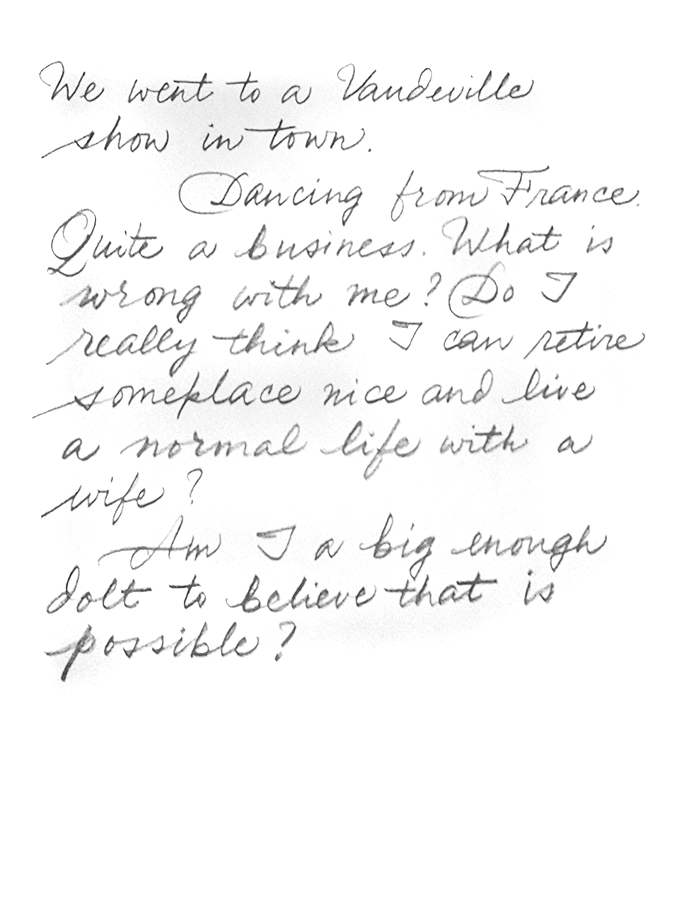 We went to a Vaudeville
show in town.
Dancing from France.
Quite a business. What is
wrong with me? Do I
really think I can retire
someplace nice and live
a normal life with a
wife?
Am I a big enough
dolt to believe that is
possible?